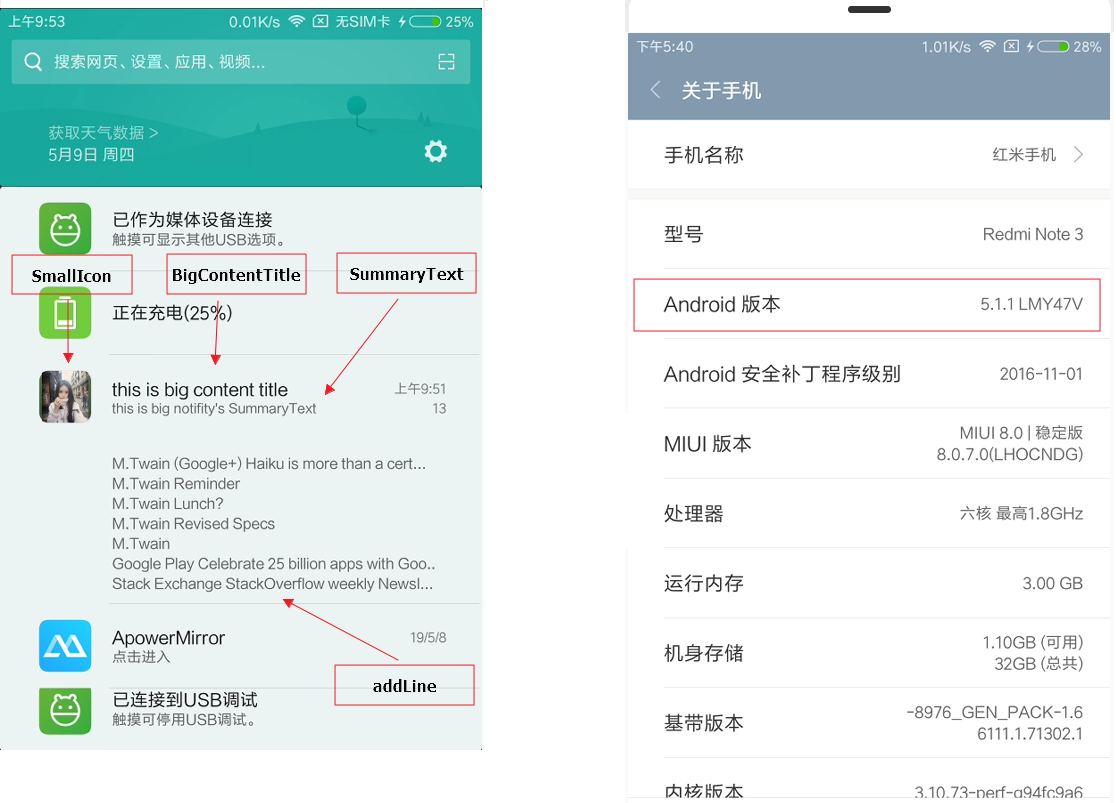 上午9:53
0.01K/s
无SIM卡
25%
搜索网页、设置、应用、视频...
获取天气数据 >
5月9日 周四
已作为媒体设备连接
触摸可显示其他USB选项。
SmallIcon
BigContentTitle
SummaryText
正在充电(25%)
this is big content title
上午9:51
this is big notifity's SummaryText
13
M.Twain (Google+) Haiku is more than a cert...
M.Twain Reminder
M.Twain Lunch?
M.Twain Revised Specs
M.Twain
Google Play Celebrate 25 billion apps with Goo..
Stack Exchange StackOverflow weekly Newsl...
ApowerMirror
19/5/8
点击进入
addLine
已连接到USB调试
触摸可停用USB调试。
下午5:40
1.01K/s
28%
关于手机
手机名称
红米手机
型号
Redmi Note 3
Android 版本
5.1.1 LMY47V
Android 安全补丁程序级别
2016-11-01
MIUI 版本
MIUI 8.0 | 稳定版
8.0.7.0(LHOCNDG)
处理器
六核 最高1.8GHz
运行内存
3.00 GB
机身存储
1.10GB (可用)
32GB (总共)
基带版本
-8976_GEN_PACK-1.6
6111.1.71302.1
内核版本
3.10.73-perf-g94fc9a6